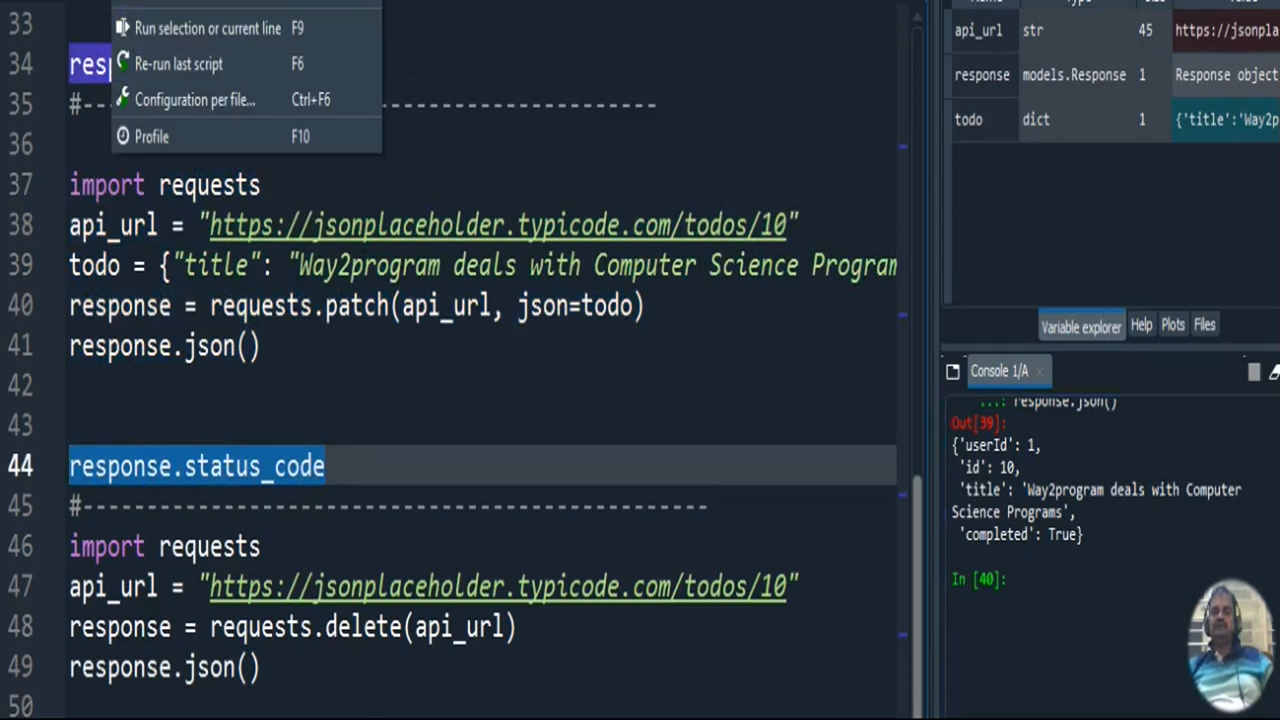 33
Run selection or current line F9
34 resp
Re-run last script F6
35 #--------------------------------------------
Configuration per file... Ctrl+F6
36
Profile F10
37 import requests
38 api_url = "https://jsonplaceholder.typicode.com/todos/10"
39 todo = {"title": "Way2program deals with Computer Science Program
40 response = requests.patch(api_url, json=todo)
41 response.json()
42
43
44 response.status_code
45 #-------------------------------------------------
46 import requests
47 api_url = "https://jsonplaceholder.typicode.com/todos/10"
48 response = requests.delete(api_url)
49 response.json()
50
api_url str 45 https://jsonpla
response models.Response 1 Response object
todo dict 1 {'title':'Way2p
Variable explorer Help Plots Files
Console 1/A
...: response.json()
Out[39]:
{'userId': 1,
'id': 10,
'title': 'Way2program deals with Computer
Science Programs',
'completed': True}
In [40]: